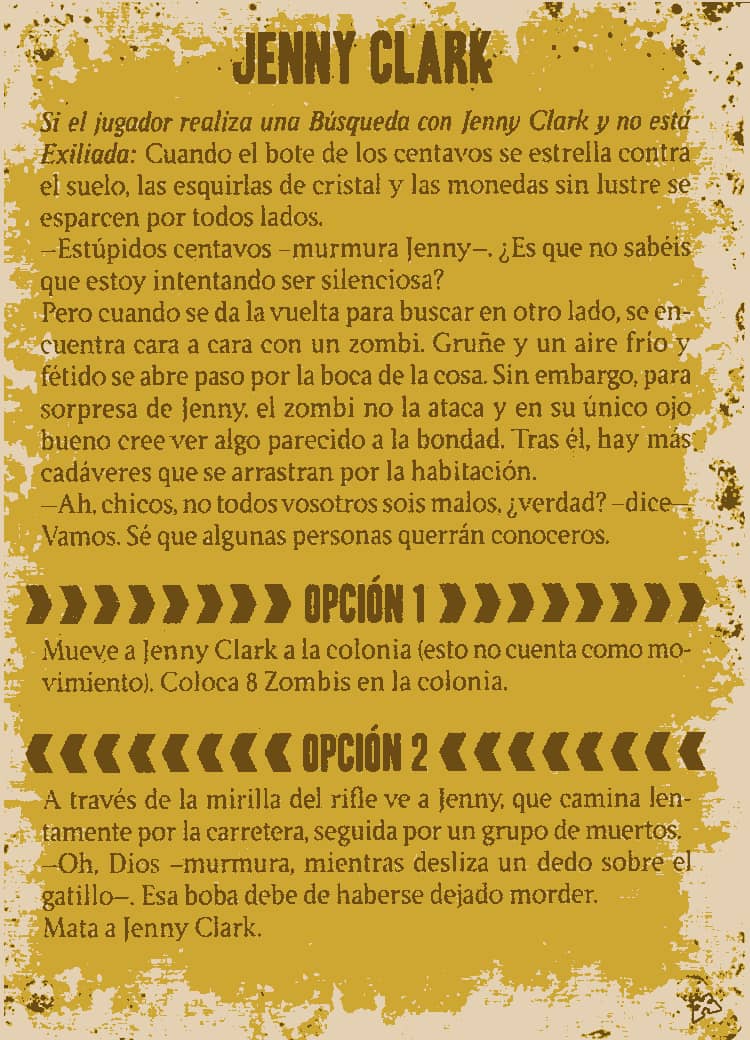 JENNY CLARK
Si el jugador realiza una Búsqueda con Jenny Clark y no está
Exiliada: Cuando el bote de los centavos se estrella contra
el suelo, las esquirlas de cristal y las monedas sin lustre se
esparcen por todos lados.
—Estúpidos centavos –murmura Jenny–. ¿Es que no sabéis
que estoy intentando ser silenciosa?
Pero cuando se da la vuelta para buscar en otro lado, se en-
cuentra cara a cara con un zombi. Gruñe y un aire frío y
fétido se abre paso por la boca de la cosa. Sin embargo, para
sorpresa de Jenny, el zombi no la ataca y en su único ojo
bueno cree ver algo parecido a la bondad. Tras él, hay más
cadáveres que se arrastran por la habitación.
—Ah, chicos, no todos vosotros sois malos, ¿verdad? –dice–.
Vamos. Sé que algunas personas querrán conoceros.
OPCIÓN 1
Mueve a Jenny Clark a la colonia (esto no cuenta como mo-
vimiento). Coloca 8 Zombis en la colonia.
OPCIÓN 2
A través de la mirilla del rifle ve a Jenny, que camina len-
tamente por la carretera, seguida por un grupo de muertos.
—Oh, Dios –murmura, mientras desliza un dedo sobre el
gatillo–. Esa boba debe de haberse dejado morder.
Mata a Jenny Clark.